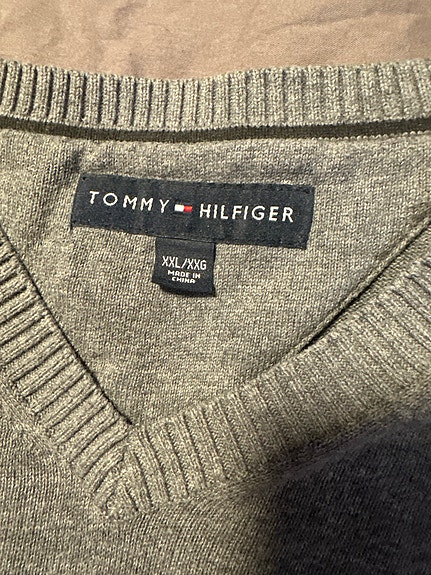 TOMMY HILFIGER
XXL/XXG
MADE IN
CHINA